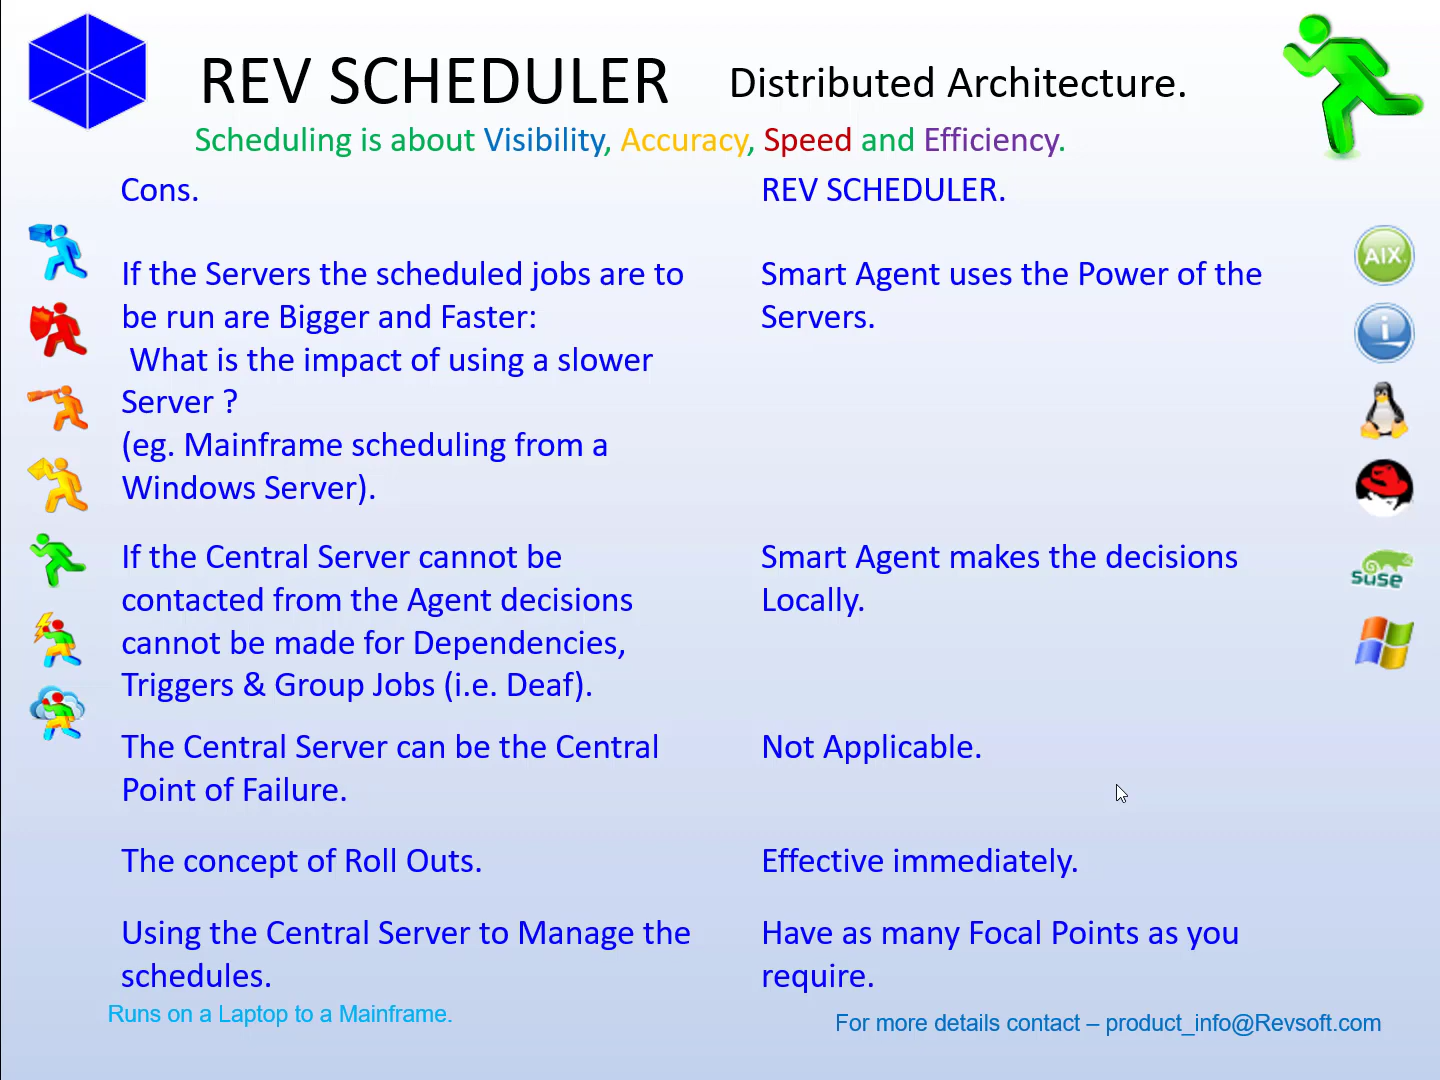 REV SCHEDULER Distributed Architecture.
Scheduling is about Visibility, Accuracy, Speed and Efficiency.
Cons.
REV SCHEDULER.
If the Servers the scheduled jobs are to
be run are Bigger and Faster:
What is the impact of using a slower
Server ?
(eg. Mainframe scheduling from a
Windows Server).
Smart Agent uses the Power of the
Servers.
If the Central Server cannot be
contacted from the Agent decisions
cannot be made for Dependencies,
Triggers & Group Jobs (i.e. Deaf).
Smart Agent makes the decisions
Locally.
The Central Server can be the Central
Point of Failure.
Not Applicable.
The concept of Roll Outs.
Effective immediately.
Using the Central Server to Manage the
schedules.
Have as many Focal Points as you
require.
Runs on a Laptop to a Mainframe.
For more details contact – product_info@Revsoft.com
AIX
i
SUSE